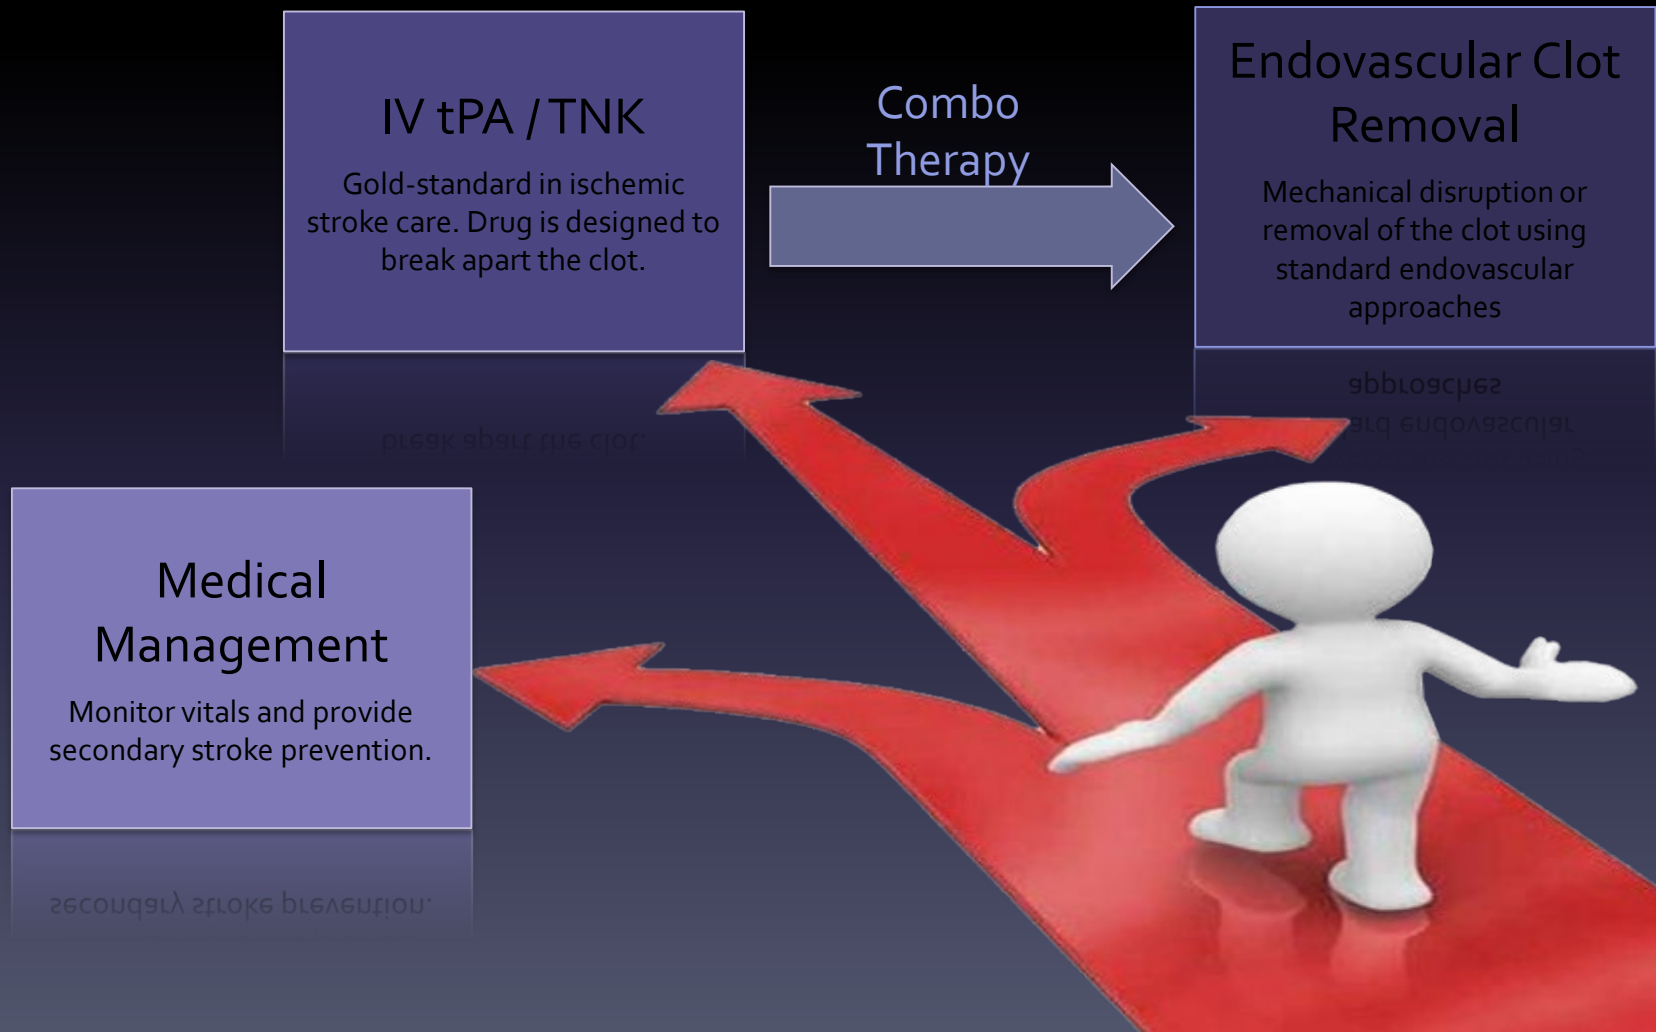 IV tPA / TNK
Gold-standard in ischemic
stroke care. Drug is designed to
break apart the clot.
Combo
Therapy
Endovascular Clot
Removal
Mechanical disruption or
removal of the clot using
standard endovascular
approaches
Medical
Management
Monitor vitals and provide
secondary stroke prevention.